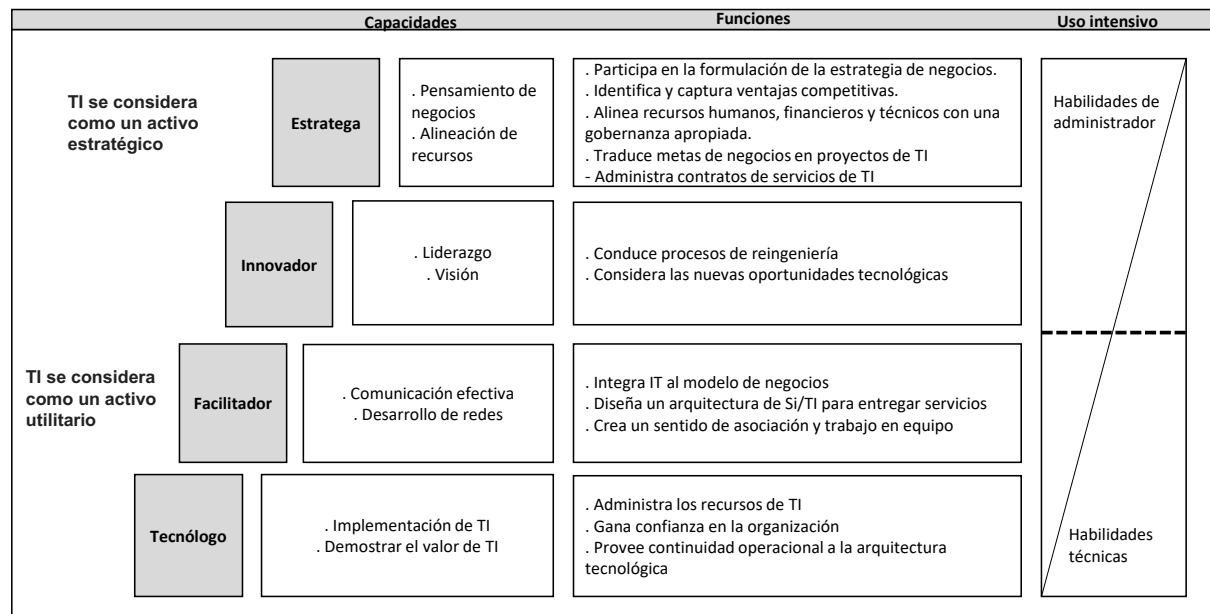 Capacidades
Funciones
Uso intensivo
TI se considera
como un activo
estratégico
Estratega
. Pensamiento de
negocios
. Alineación de
recursos
. Participa en la formulación de la estrategia de negocios.
. Identifica y captura ventajas competitivas.
. Alinea recursos humanos, financieros y técnicos con una
gobernanza apropiada.
. Traduce metas de negocios en proyectos de TI
- Administra contratos de servicios de TI
Habilidades de
administrador
Innovador
. Liderazgo
. Visión
. Conduce procesos de reingeniería
. Considera las nuevas oportunidades tecnológicas
TI se considera
como un activo
utilitario
Facilitador
. Comunicación efectiva
. Desarrollo de redes
. Integra IT al modelo de negocios
. Diseña un arquitectura de Si/TI para entregar servicios
. Crea un sentido de asociación y trabajo en equipo
Tecnólogo
. Implementación de TI
. Demostrar el valor de TI
. Administra los recursos de TI
. Gana confianza en la organización
. Provee continuidad operacional a la arquitectura
tecnológica
Habilidades
técnicas